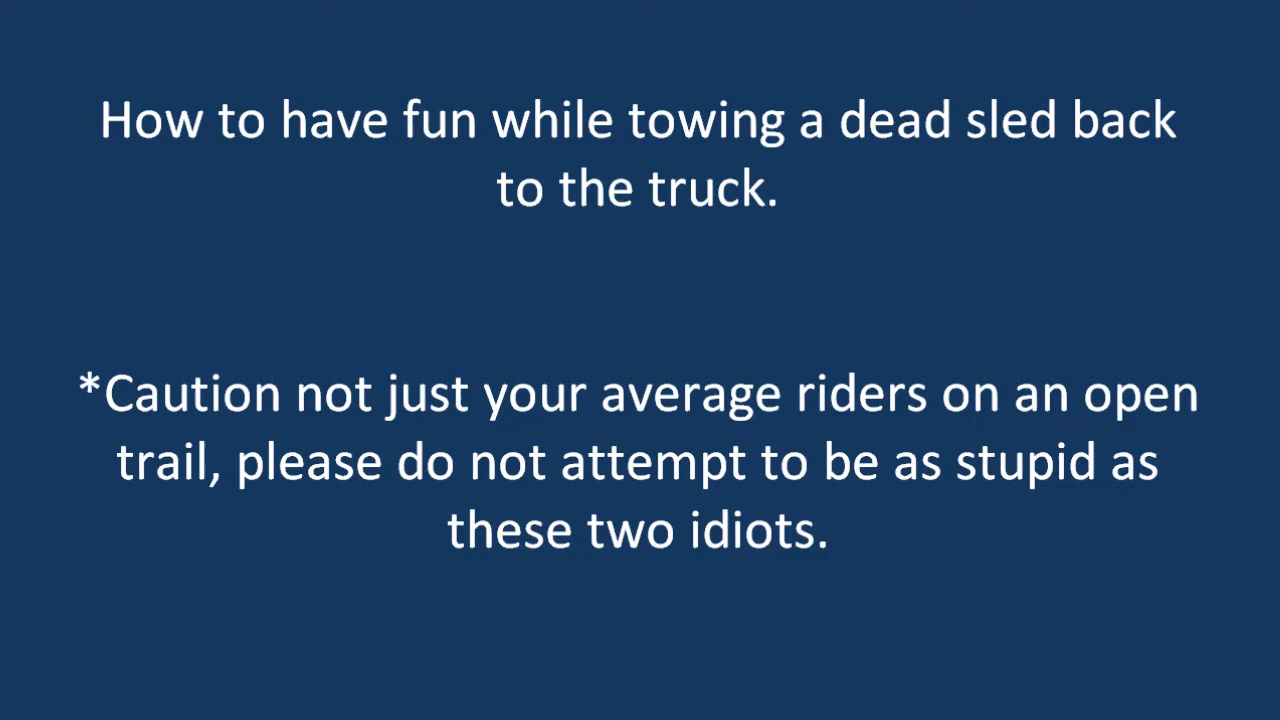 How to have fun while towing a dead sled back
to the truck.
*Caution not just your average riders on an open
trail, please do not attempt to be as stupid as
these two idiots.